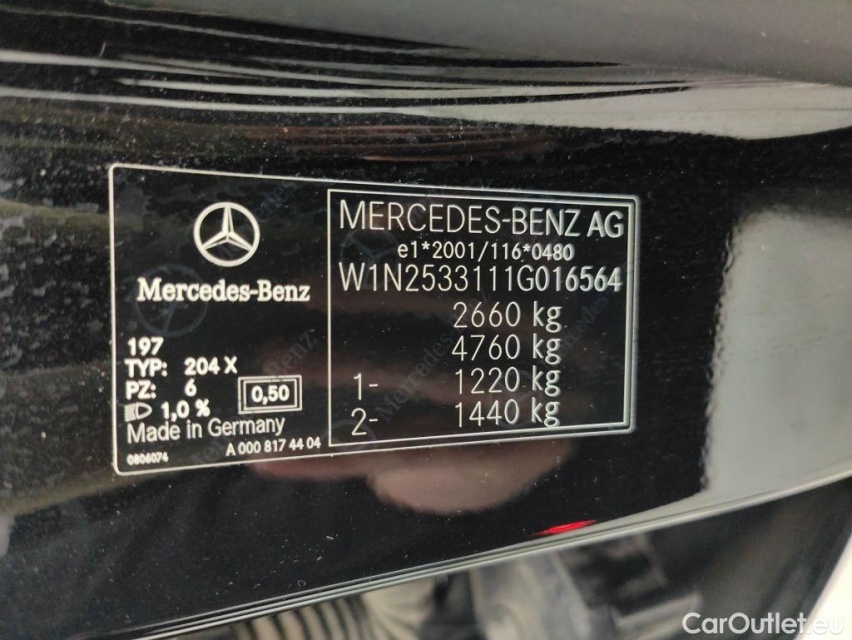 Mercedes-Benz
197
TYP: 204 X
PZ: 6
0,50
1,0 %
Made in Germany
0806074
A 000 817 44 04
MERCEDES-BENZ AG
e1*2001/116*0480
W1N2533111G016564
2660 kg
4760 kg
1- 1220 kg
2- 1440 kg
CarOutlet.eu